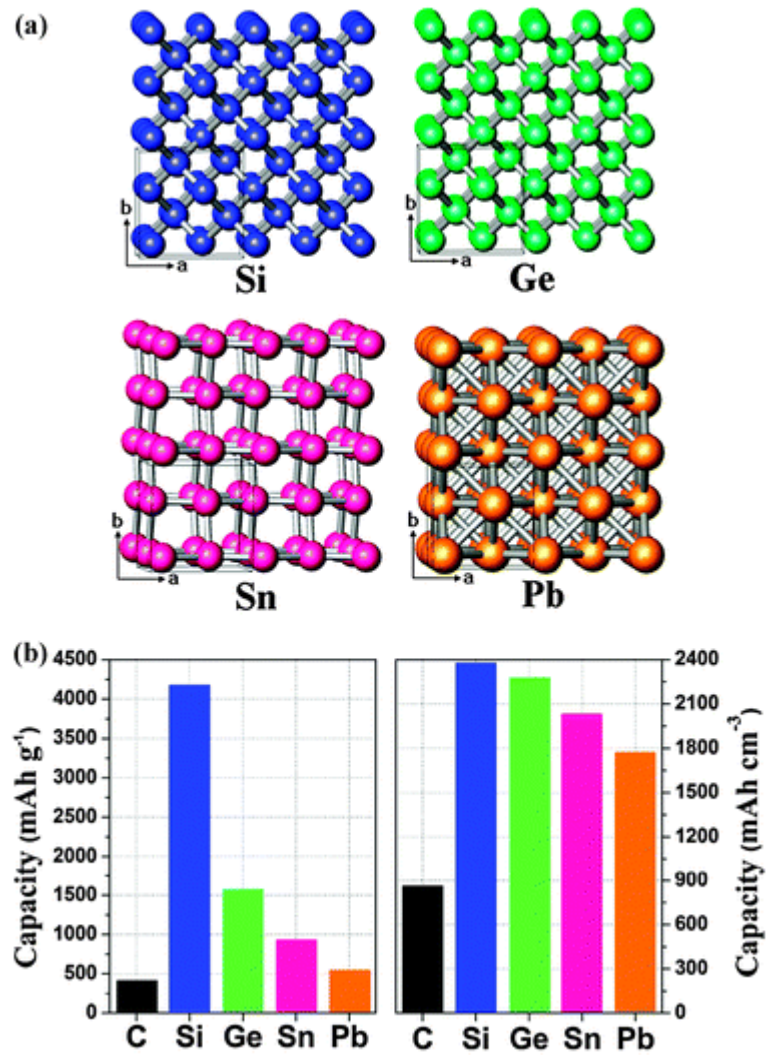 (a)
b
a
Si
b
a
Ge
b
a
Sn
b
a
Pb
(b)
Capacity (mAh g⁻¹)
4500
4000
3500
3000
2500
2000
1500
1000
500
0
C Si Ge Sn Pb
2400
2100
1800
1500
1200
900
600
300
0
C Si Ge Sn Pb
Capacity (mAh cm⁻³)